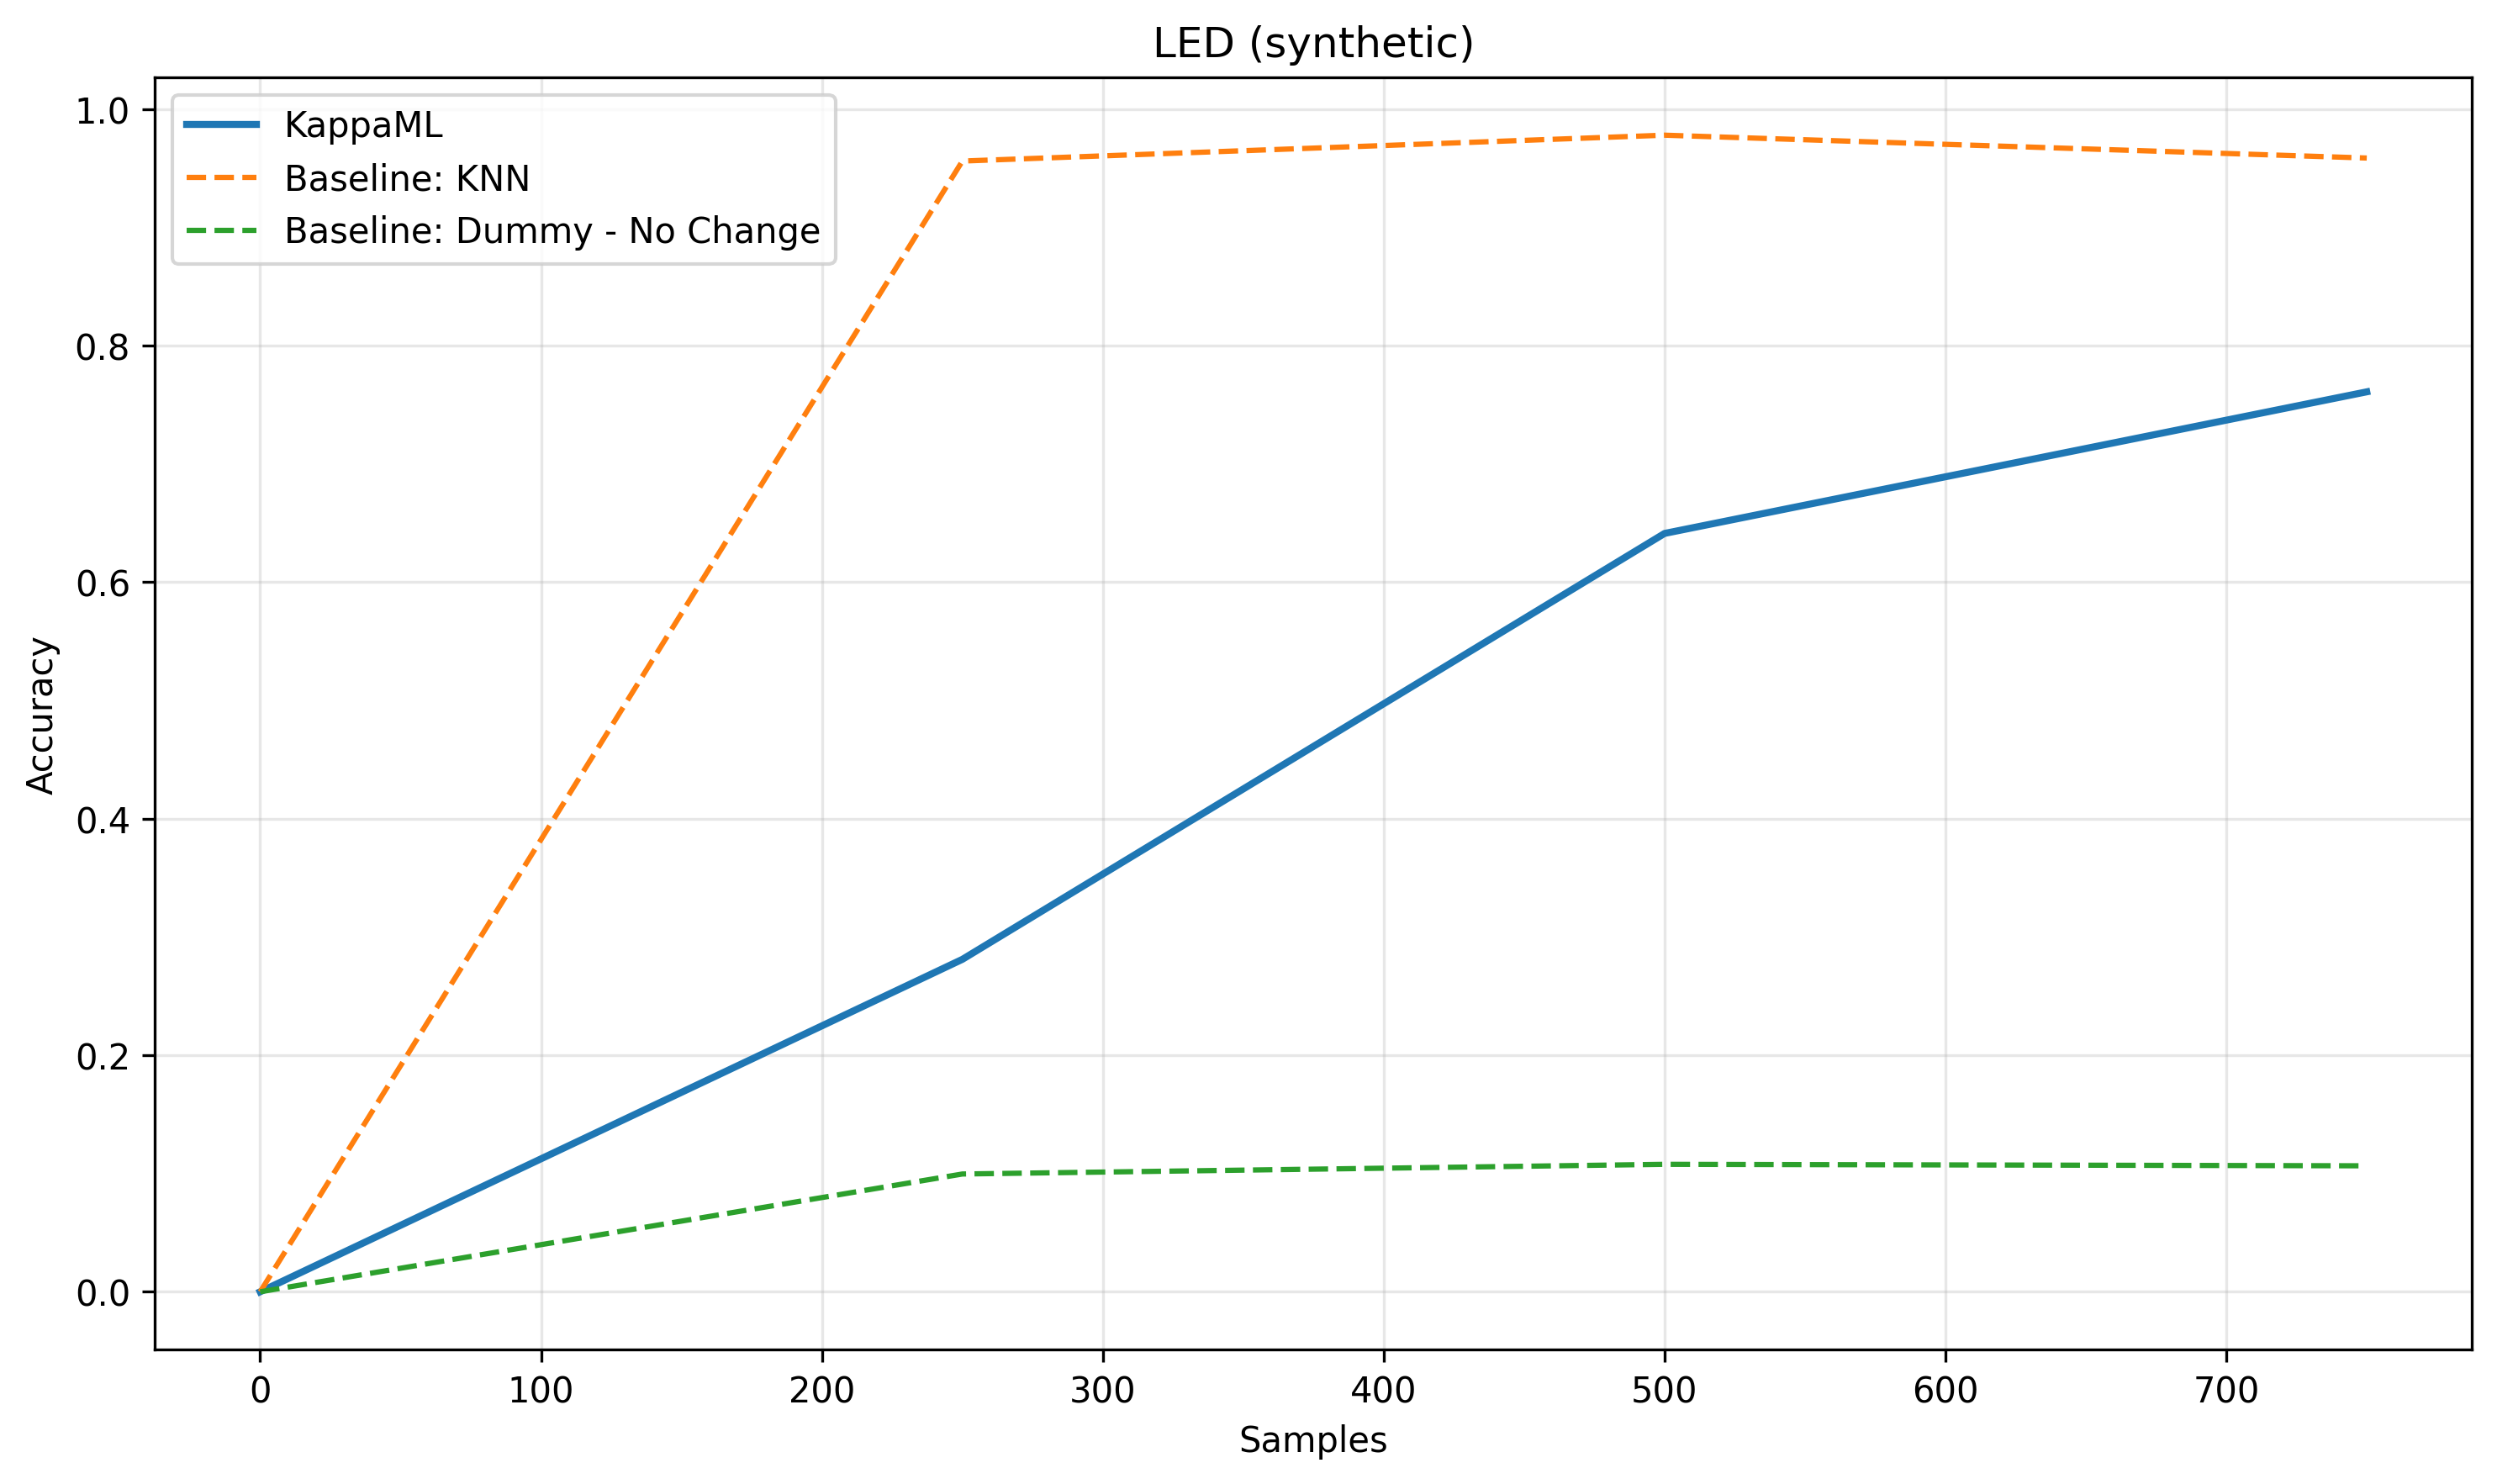 LED (synthetic)
KappaML
Baseline: KNN
Baseline: Dummy - No Change
Accuracy
1.0
0.8
0.6
0.4
0.2
0.0
0 100 200 300 400 500 600 700
Samples